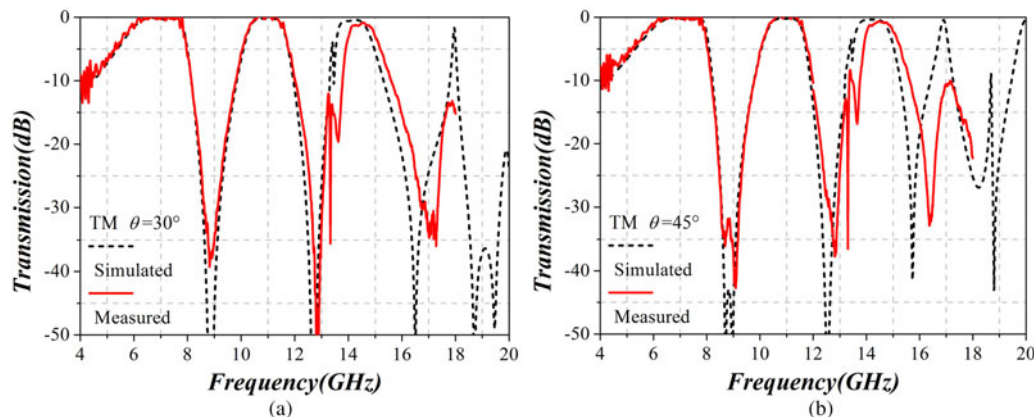 Transmission(dB)
0
-10
-20
-30
-40
-50
TM θ=30°
Simulated
Measured
4 6 8 10 12 14 16 18 20
Frequency(GHz)
(a)
Transmission(dB)
0
-10
-20
-30
-40
-50
TM θ=45°
Simulated
Measured
4 6 8 10 12 14 16 18 20
Frequency(GHz)
(b)